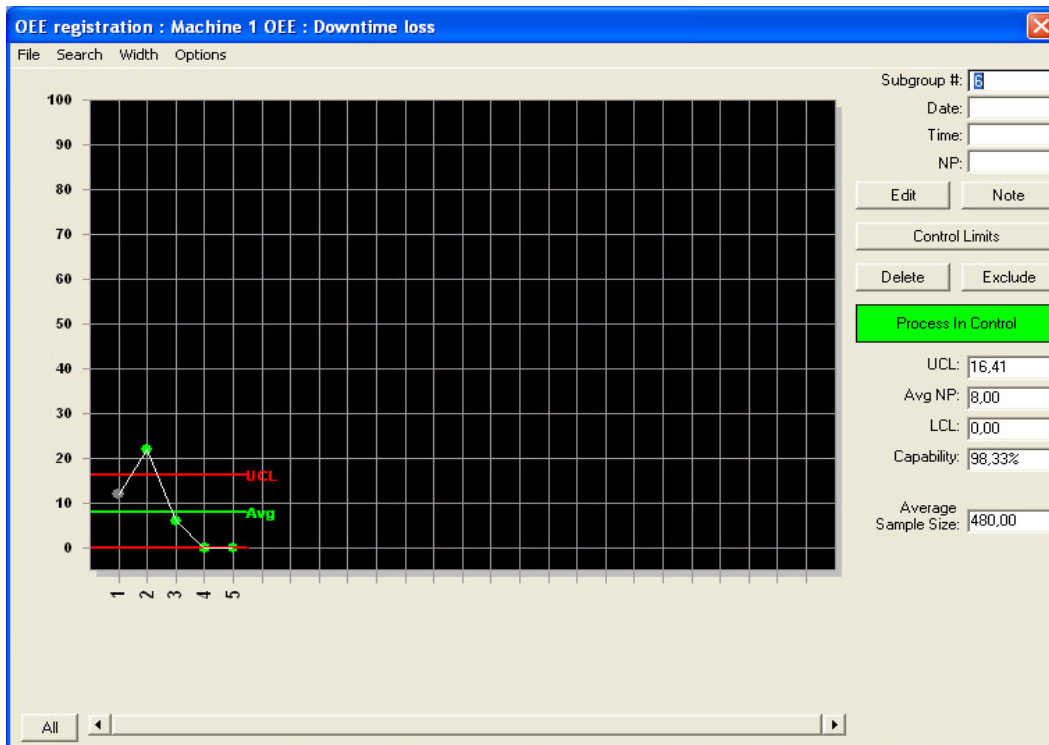 OEE registration : Machine 1 OEE : Downtime loss
File Search Width Options
Subgroup #: 6
Date:
Time:
NP:
Edit Note
Control Limits
Delete Exclude
Process In Control
UCL: 16,41
Avg NP: 8,00
LCL: 0,00
Capability: 98,33%
Average
Sample Size: 480,00
100
90
80
70
60
50
40
30
20
10
0
UCL
Avg
1 2 3 4 5
All